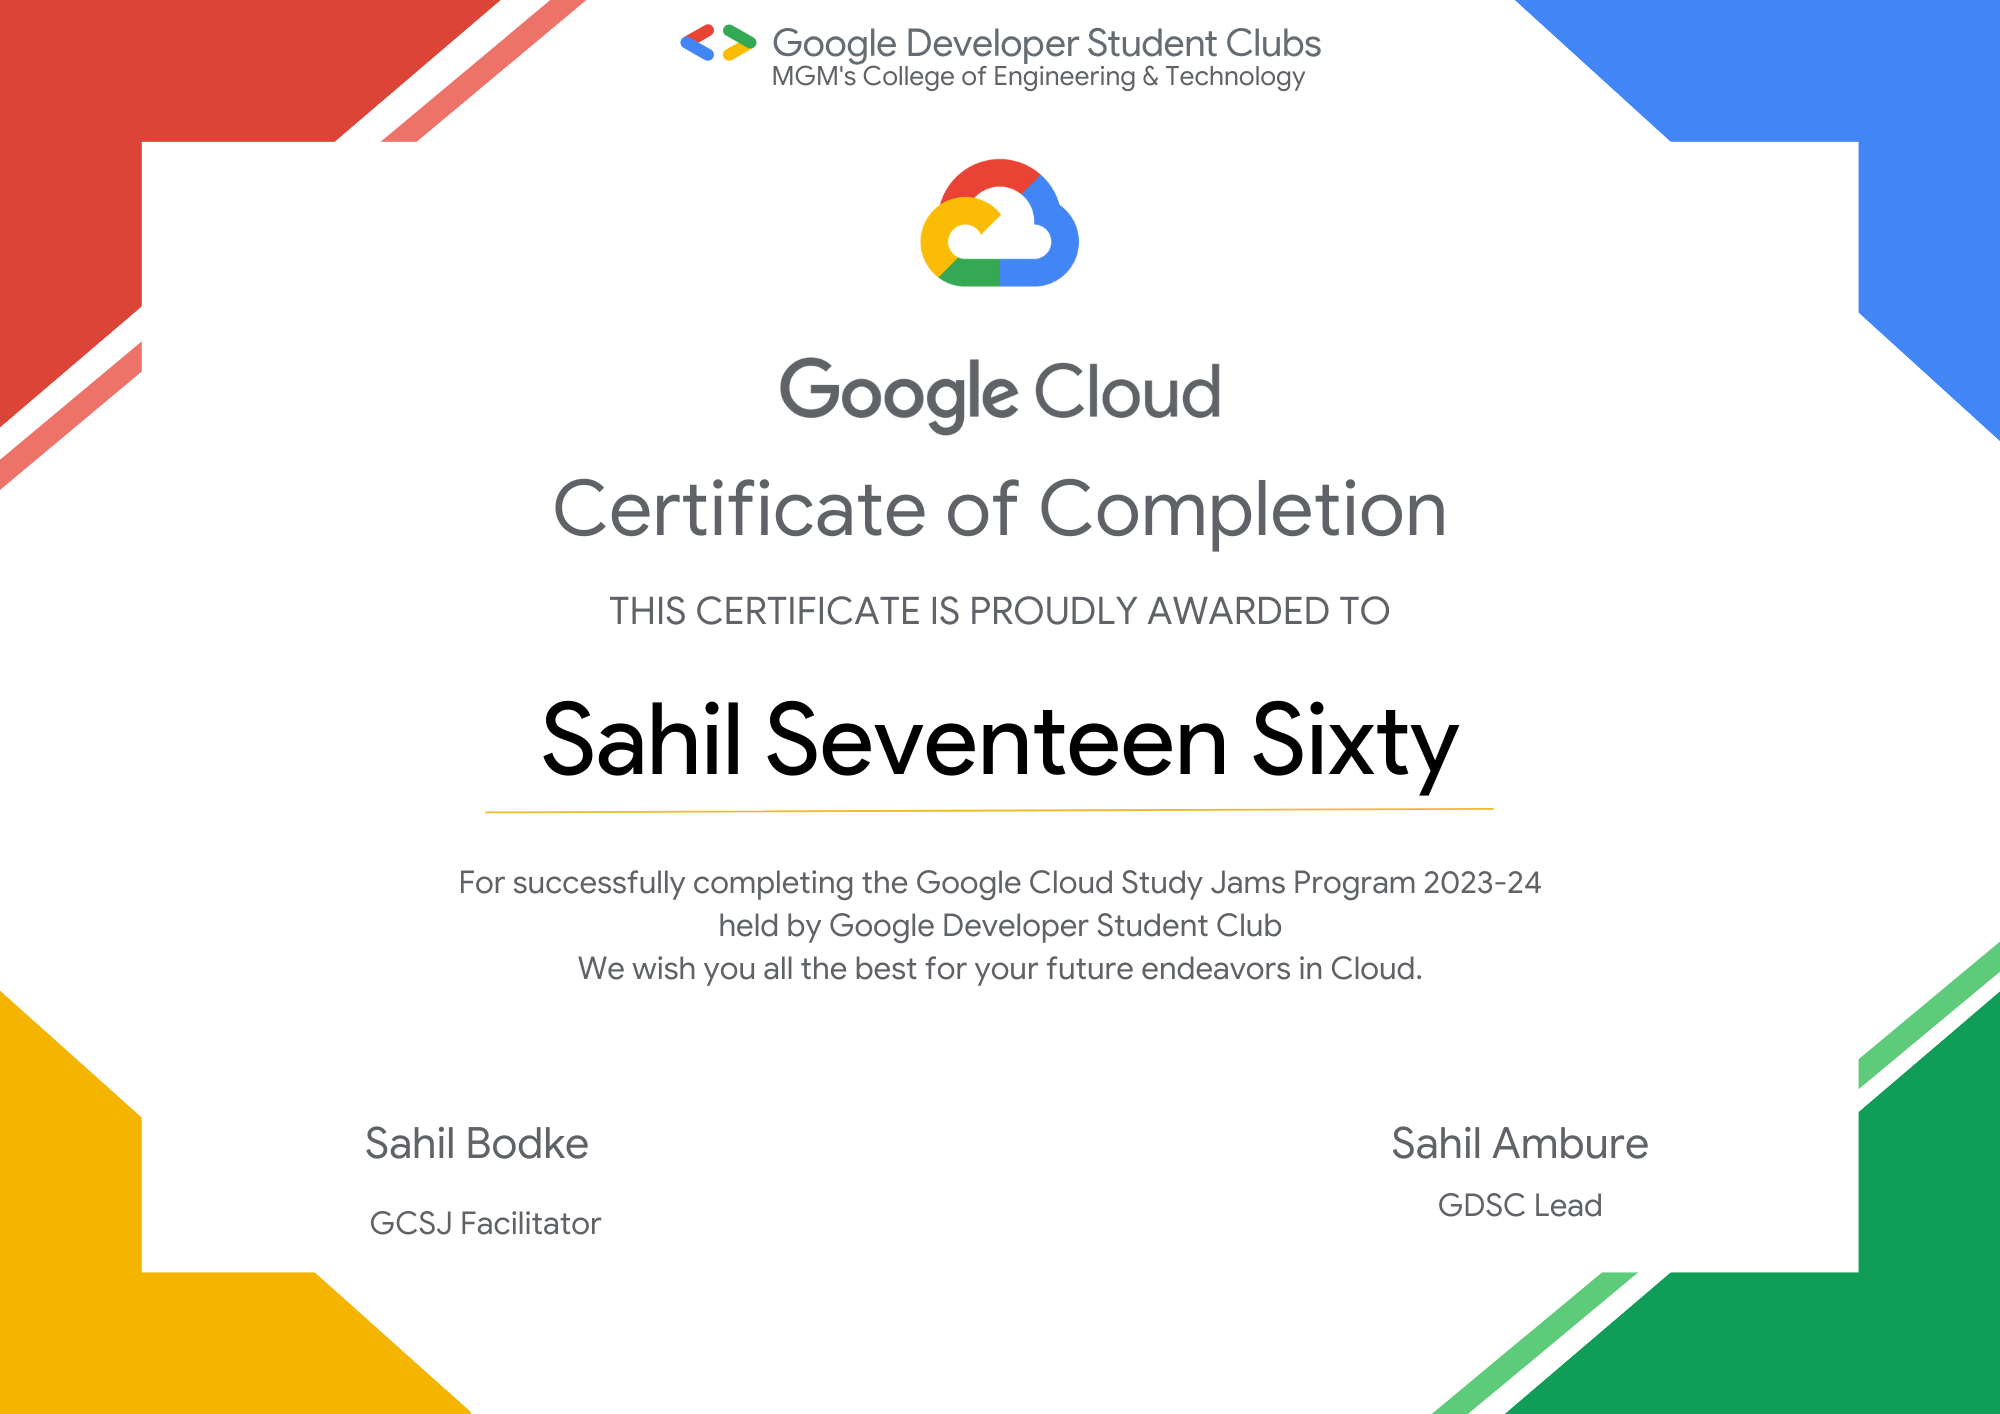 Google Developer Student Clubs
MGM's College of Engineering & Technology
Google Cloud
Certificate of Completion
THIS CERTIFICATE IS PROUDLY AWARDED TO
Sahil Seventeen Sixty
For successfully completing the Google Cloud Study Jams Program 2023-24
held by Google Developer Student Club
We wish you all the best for your future endeavors in Cloud.
Sahil Bodke
GCSJ Facilitator
Sahil Ambure
GDSC Lead